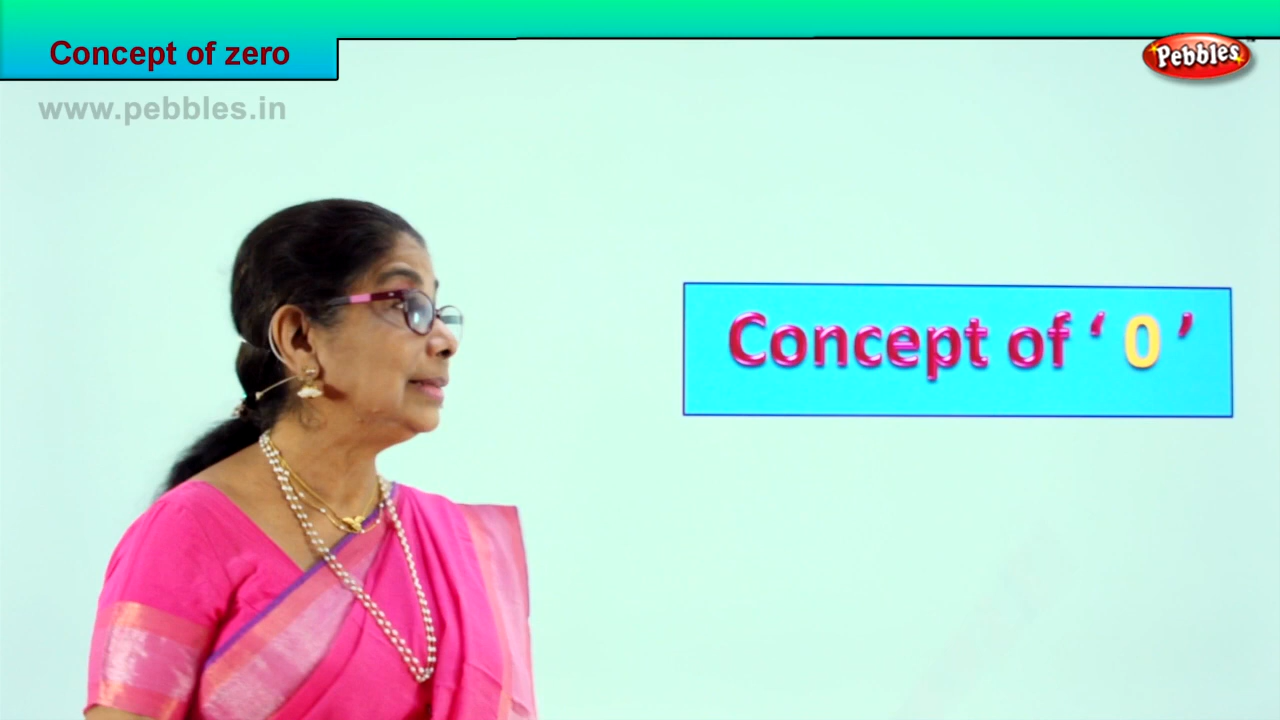 Concept of zero
www.pebbles.in
Pebbles
Concept of ‘ 0 ’